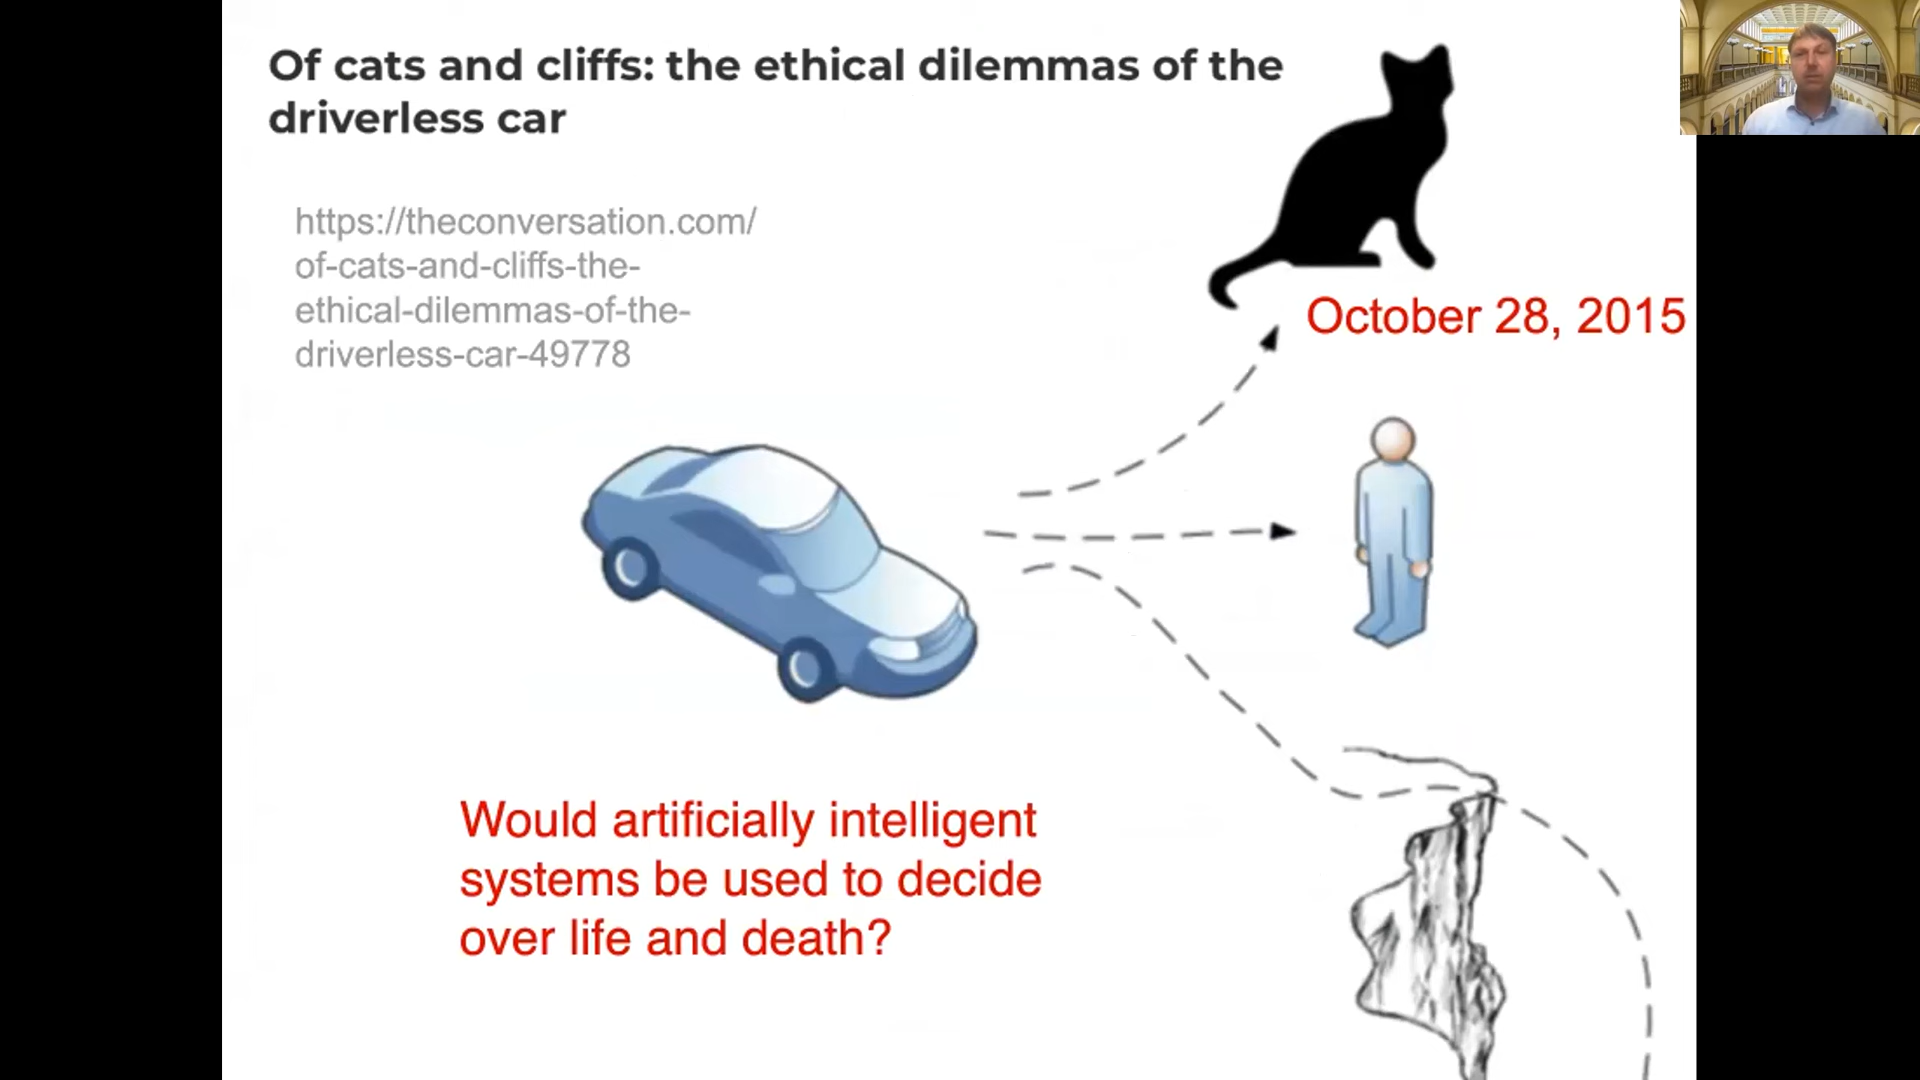 Of cats and cliffs: the ethical dilemmas of the
driverless car
https://theconversation.com/
of-cats-and-cliffs-the-
ethical-dilemmas-of-the-
driverless-car-49778
October 28, 2015
Would artificially intelligent
systems be used to decide
over life and death?